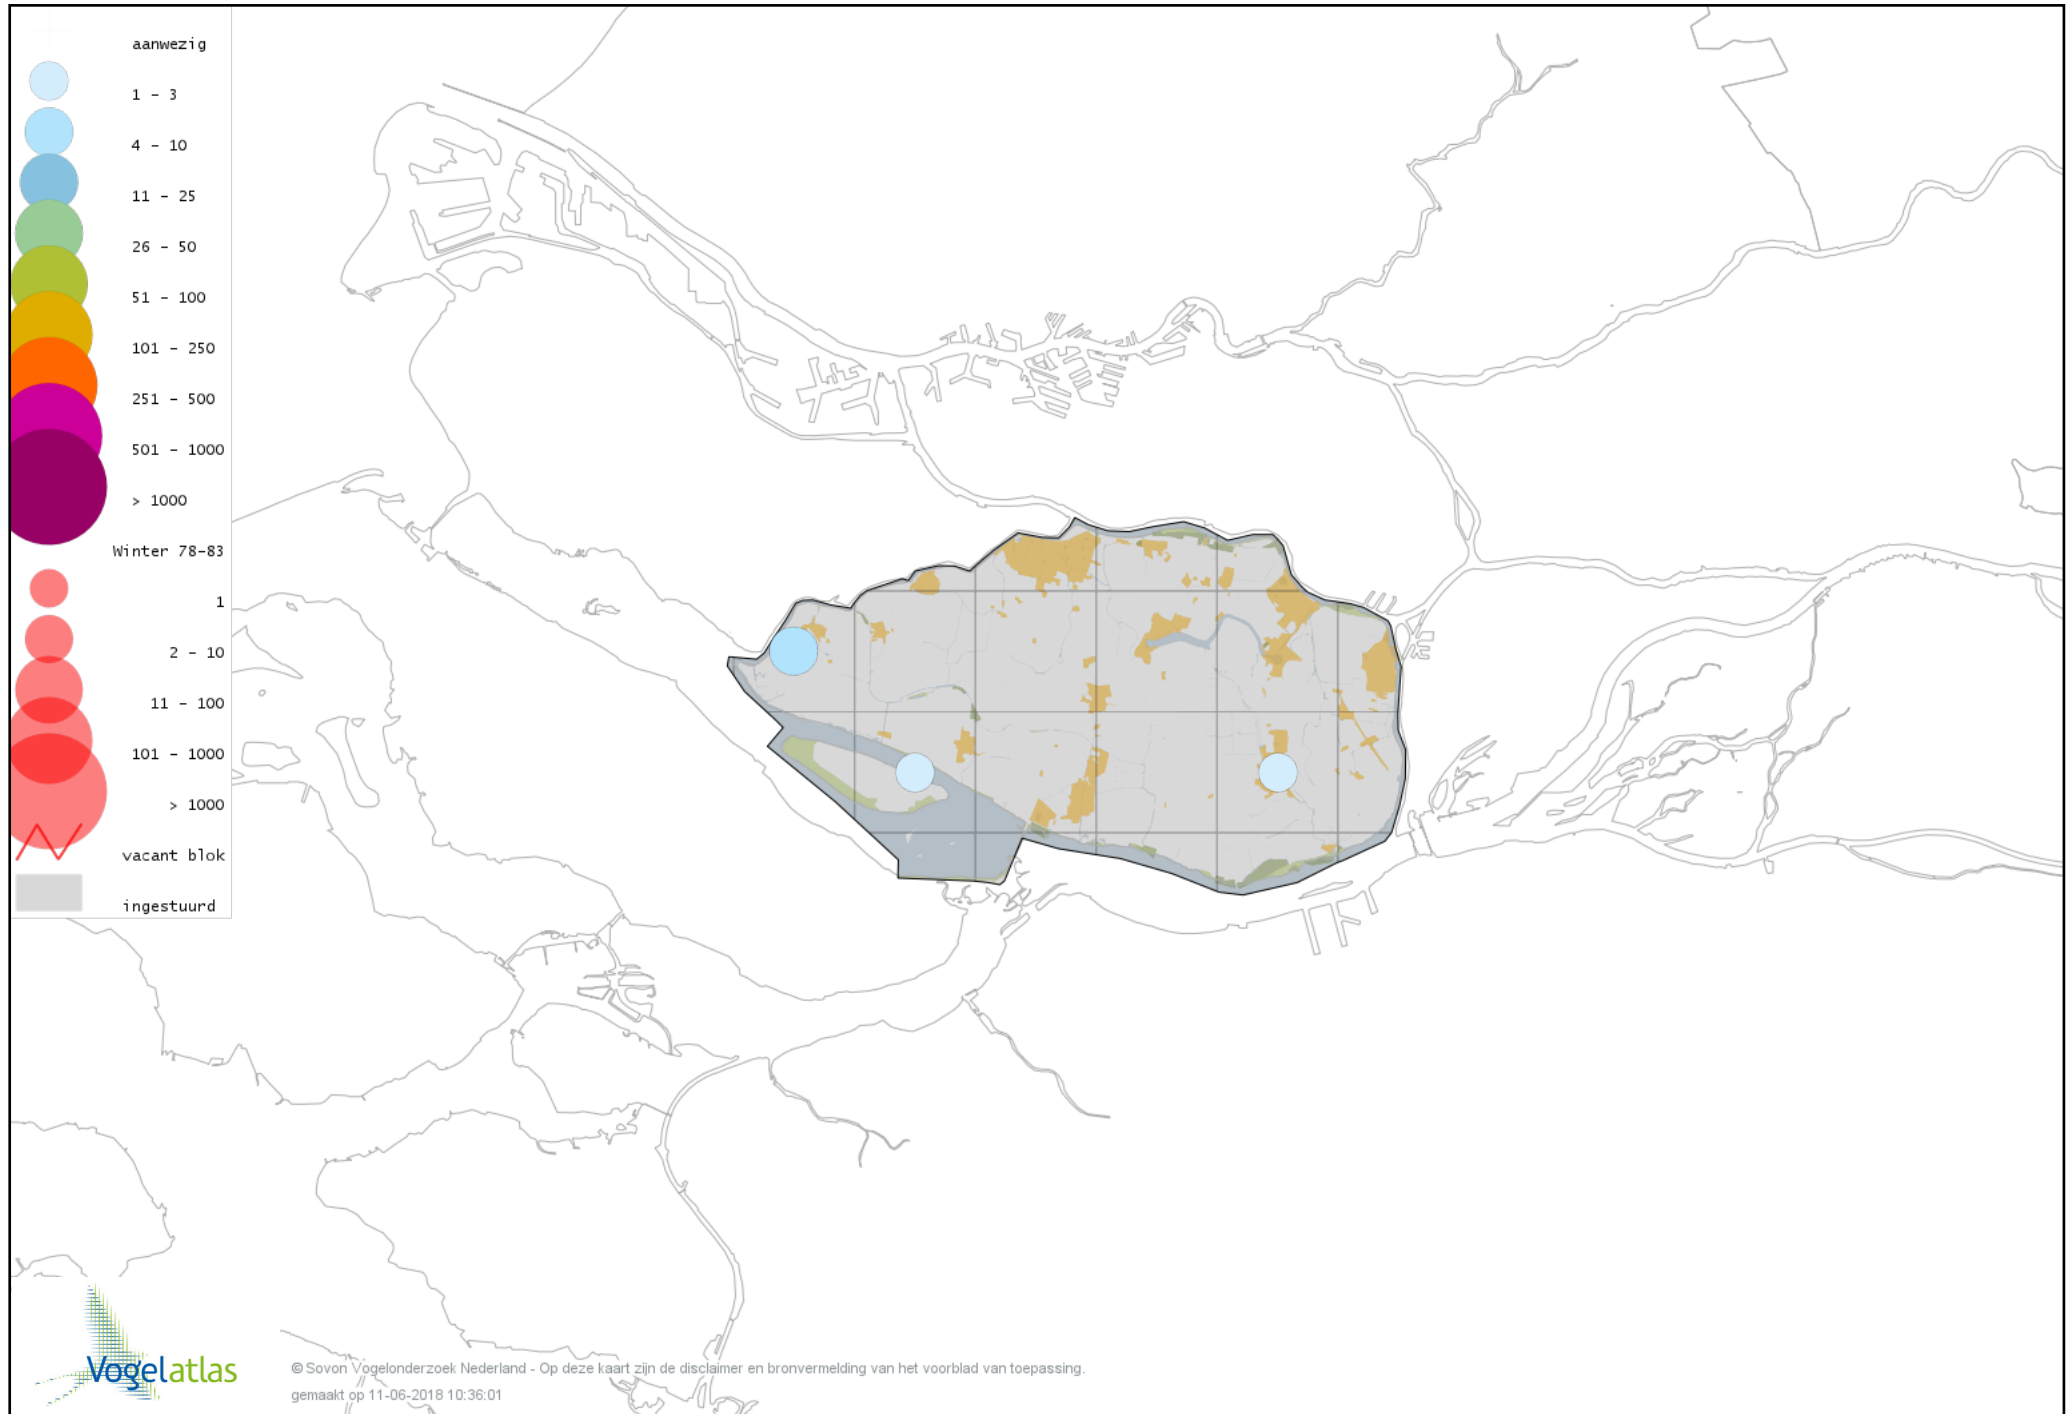 aanwezig
1 - 3
4 - 10
11 - 25
26 - 50
51 - 100
101 - 250
251 - 500
501 - 1000
> 1000
Winter 78-83
1
2 - 10
11 - 100
101 - 1000
> 1000
vacant blok
ingestuurd
Vogelatlas
© Sovon Vogelonderzoek Nederland - Op deze kaart zijn de disclaimer en bronvermelding van het voorblad van toepassing.
gemaakt op 11-06-2018 10:36:01